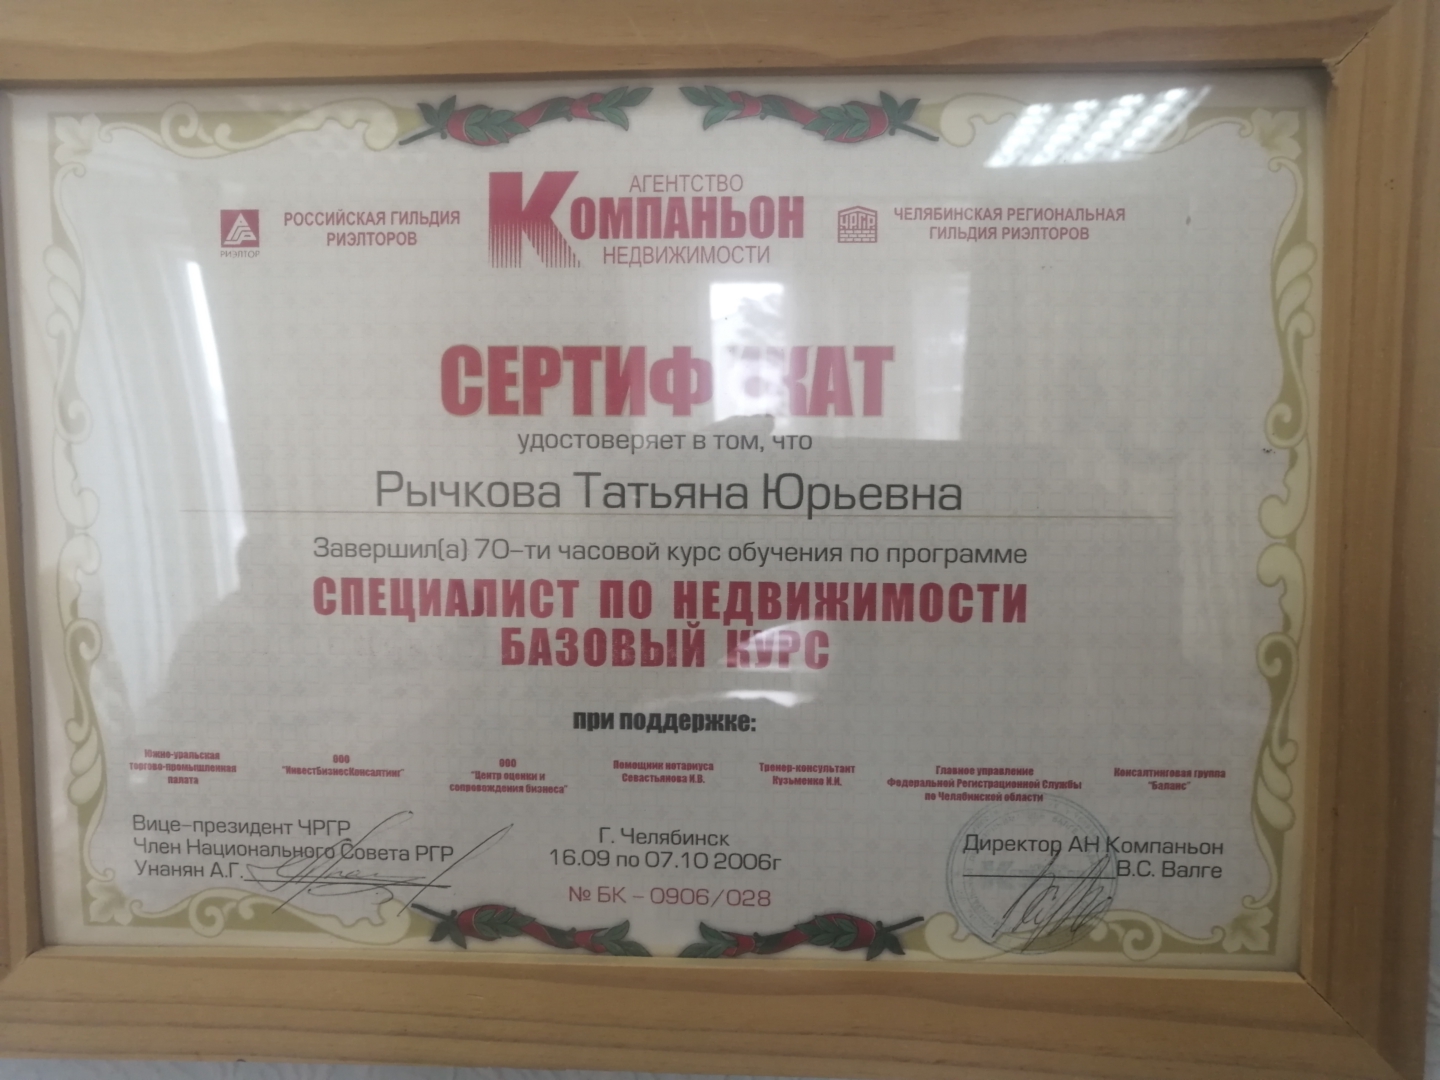 РИЭЛТОР
РОССИЙСКАЯ ГИЛЬДИЯ
РИЭЛТОРОВ
АГЕНТСТВО
КОМПАНЬОН
НЕДВИЖИМОСТИ
ЧРГР
ЧЕЛЯБИНСКАЯ РЕГИОНАЛЬНАЯ
ГИЛЬДИЯ РИЭЛТОРОВ
СЕРТИФИКАТ
удостоверяет в том, что
Рычкова Татьяна Юрьевна
Завершил(а) 70-ти часовой курс обучения по программе
СПЕЦИАЛИСТ ПО НЕДВИЖИМОСТИ
БАЗОВЫЙ КУРС
при поддержке:
Южно-уральская
торгово-промышленная
палата
ООО
"ИнвестБизнесКонсалтинг"
ООО
"Центр оценки и
сопровождения бизнеса"
Помощник нотариуса
Севастьянова И.В.
Тренер-консультант
Кузьменко Н.И.
Главное управление
Федеральной Регистрационной Службы
по Челябинской области
Консалтинговая группа
"Баланс"
Вице-президент ЧРГР
Член Национального Совета РГР
Унанян А.Г.
Г. Челябинск
16.09 по 07.10 2006г
№ БК - 0906/028
Директор АН Компаньон
В.С. Валге